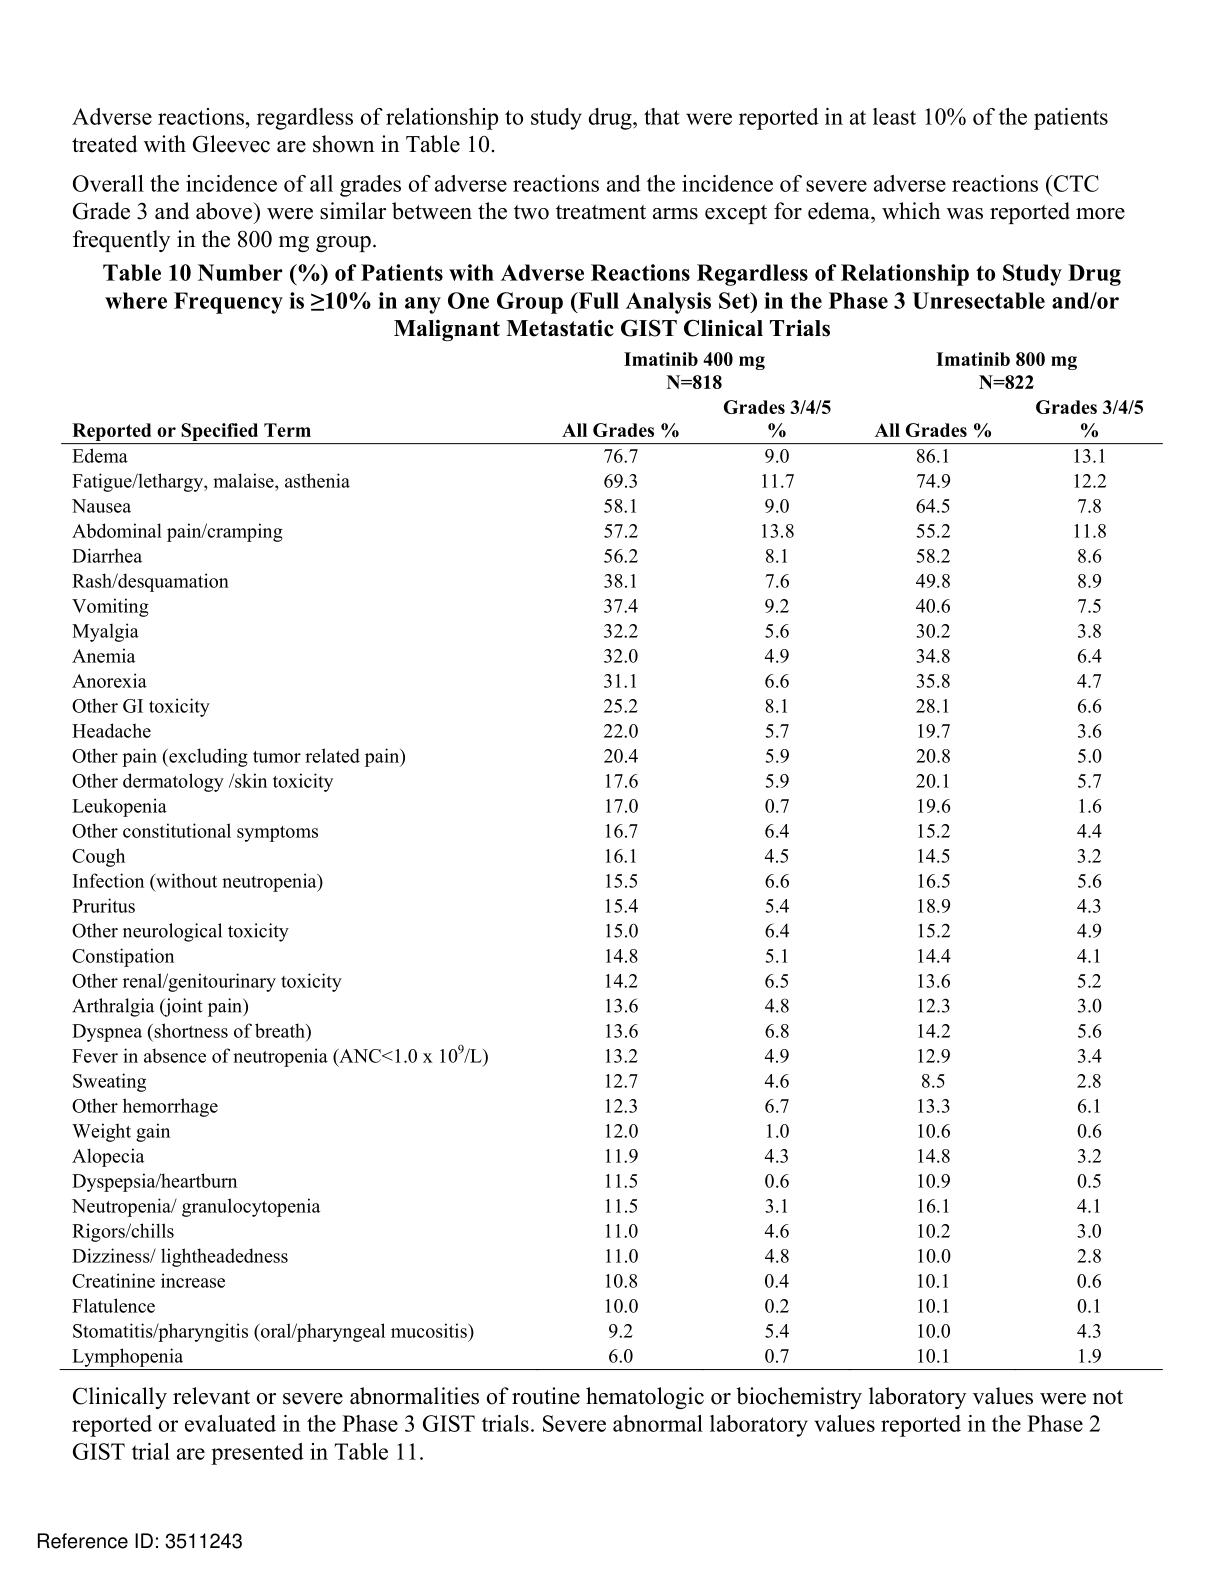 Adverse reactions, regardless of relationship to study drug, that were reported in at least 10% of the patients
treated with Gleevec are shown in Table 10.
Overall the incidence of all grades of adverse reactions and the incidence of severe adverse reactions (CTC
Grade 3 and above) were similar between the two treatment arms except for edema, which was reported more
frequently in the 800 mg group.
Table 10 Number (%) of Patients with Adverse Reactions Regardless of Relationship to Study Drug
where Frequency is ≥10% in any One Group (Full Analysis Set) in the Phase 3 Unresectable and/or
Malignant Metastatic GIST Clinical Trials
Imatinib 400 mg Imatinib 800 mg
N=818 N=822
Grades 3/4/5 Grades 3/4/5
Reported or Specified Term All Grades % % All Grades % %
Edema 76.7 9.0 86.1 13.1
Fatigue/lethargy, malaise, asthenia 69.3 11.7 74.9 12.2
Nausea 58.1 9.0 64.5 7.8
Abdominal pain/cramping 57.2 13.8 55.2 11.8
Diarrhea 56.2 8.1 58.2 8.6
Rash/desquamation 38.1 7.6 49.8 8.9
Vomiting 37.4 9.2 40.6 7.5
Myalgia 32.2 5.6 30.2 3.8
Anemia 32.0 4.9 34.8 6.4
Anorexia 31.1 6.6 35.8 4.7
Other GI toxicity 25.2 8.1 28.1 6.6
Headache 22.0 5.7 19.7 3.6
Other pain (excluding tumor related pain) 20.4 5.9 20.8 5.0
Other dermatology /skin toxicity 17.6 5.9 20.1 5.7
Leukopenia 17.0 0.7 19.6 1.6
Other constitutional symptoms 16.7 6.4 15.2 4.4
Cough 16.1 4.5 14.5 3.2
Infection (without neutropenia) 15.5 6.6 16.5 5.6
Pruritus 15.4 5.4 18.9 4.3
Other neurological toxicity 15.0 6.4 15.2 4.9
Constipation 14.8 5.1 14.4 4.1
Other renal/genitourinary toxicity 14.2 6.5 13.6 5.2
Arthralgia (joint pain) 13.6 4.8 12.3 3.0
Dyspnea (shortness of breath) 13.6 6.8 14.2 5.6
Fever in absence of neutropenia (ANC<1.0 x 10⁹/L) 13.2 4.9 12.9 3.4
Sweating 12.7 4.6 8.5 2.8
Other hemorrhage 12.3 6.7 13.3 6.1
Weight gain 12.0 1.0 10.6 0.6
Alopecia 11.9 4.3 14.8 3.2
Dyspepsia/heartburn 11.5 0.6 10.9 0.5
Neutropenia/ granulocytopenia 11.5 3.1 16.1 4.1
Rigors/chills 11.0 4.6 10.2 3.0
Dizziness/ lightheadedness 11.0 4.8 10.0 2.8
Creatinine increase 10.8 0.4 10.1 0.6
Flatulence 10.0 0.2 10.1 0.1
Stomatitis/pharyngitis (oral/pharyngeal mucositis) 9.2 5.4 10.0 4.3
Lymphopenia 6.0 0.7 10.1 1.9
Clinically relevant or severe abnormalities of routine hematologic or biochemistry laboratory values were not
reported or evaluated in the Phase 3 GIST trials. Severe abnormal laboratory values reported in the Phase 2
GIST trial are presented in Table 11.
Reference ID: 3511243